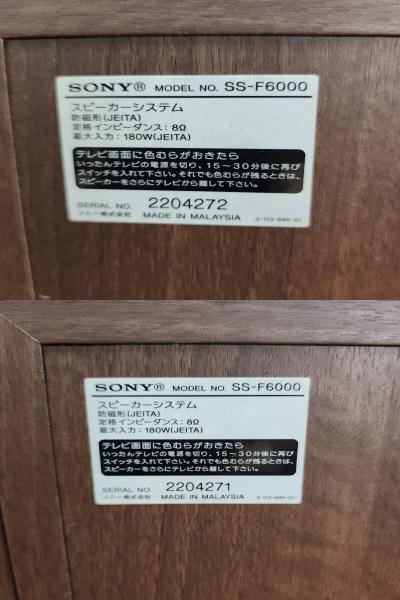 SONY® MODEL NO. SS-F6000
スピーカーシステム
防磁形(JEITA)
定格インピーダンス：8Ω
最大入力：180W(JEITA)
テレビ画面に色むらがおきたら
いったんテレビの電源を切り、15～30分後に再び
スイッチを入れて下さい。それでも色むらが残るときは、
スピーカーをさらにテレビから離して下さい。
SERIAL NO. 2204272
ソニー株式会社 MADE IN MALAYSIA 3-113-692-01
SONY® MODEL NO. SS-F6000
スピーカーシステム
防磁形(JEITA)
定格インピーダンス：8Ω
最大入力：180W(JEITA)
テレビ画面に色むらがおきたら
いったんテレビの電源を切り、15～30分後に再び
スイッチを入れて下さい。それでも色むらが残るときは、
スピーカーをさらにテレビから離して下さい。
SERIAL NO. 2204271
ソニー株式会社 MADE IN MALAYSIA